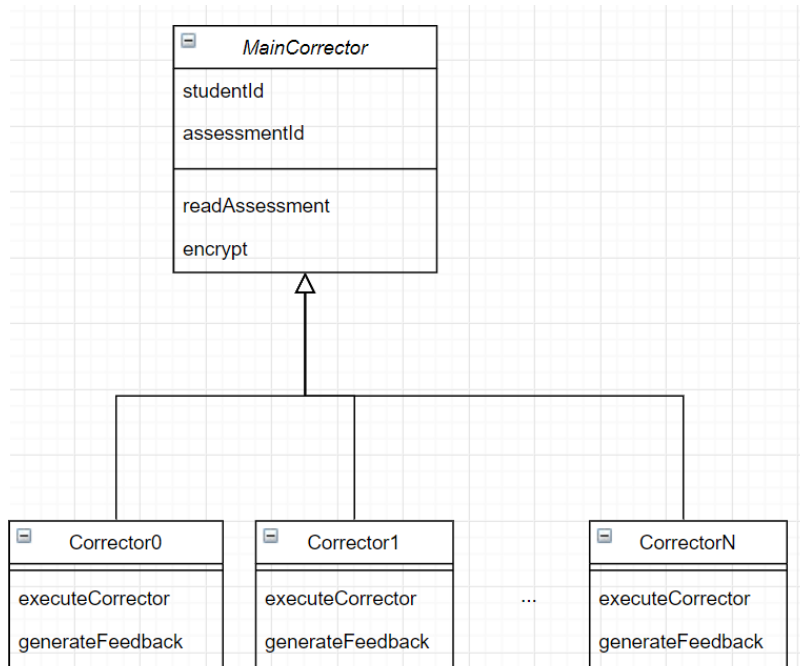 MainCorrector
studentId
assessmentId
readAssessment
encrypt
Corrector0
executeCorrector
generateFeedback
Corrector1
executeCorrector
generateFeedback
...
CorrectorN
executeCorrector
generateFeedback